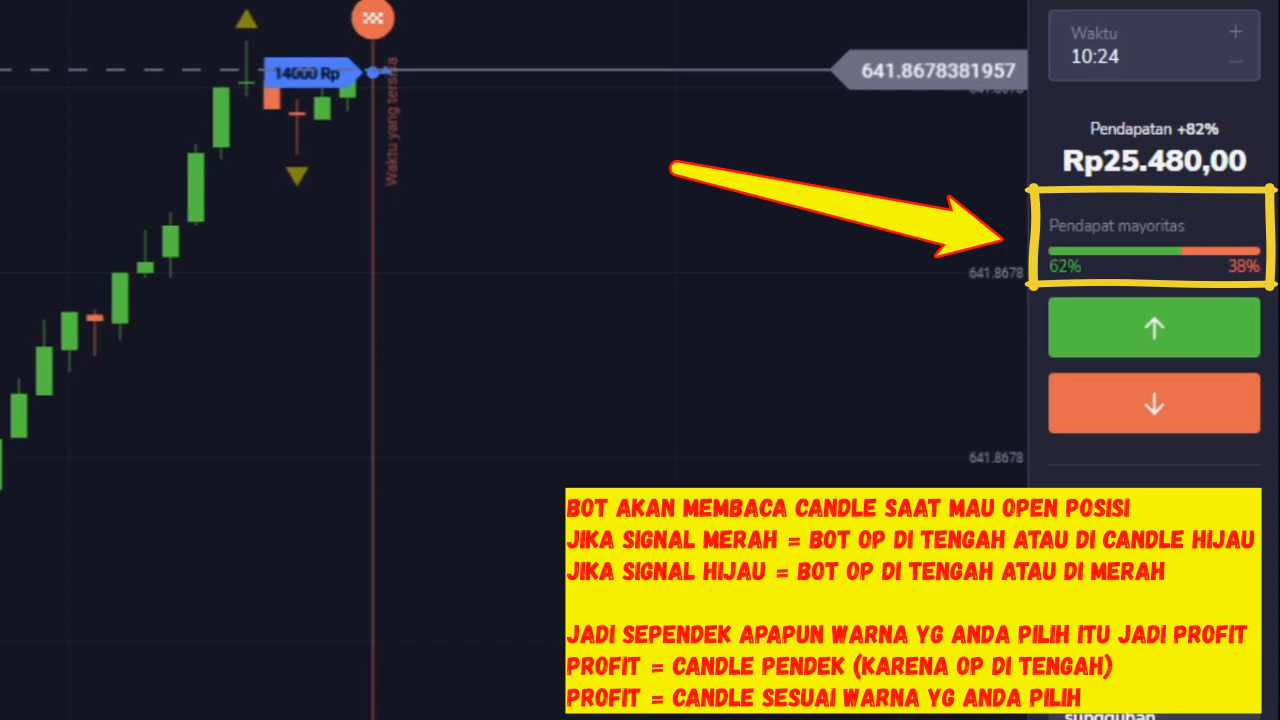 Waktu
10:24
14000 Rp
641.8678381957
Waktu yang tersisa
Pendapatan +82%
Rp25.480,00
Pendapat mayoritas
62% 38%
641.8678
641.8678
BOT AKAN MEMBACA CANDLE SAAT MAU OPEN POSISI
JIKA SIGNAL MERAH = BOT OP DI TENGAH ATAU DI CANDLE HIJAU
JIKA SIGNAL HIJAU = BOT OP DI TENGAH ATAU DI MERAH
JADI SEPENDEK APAPUN WARNA YG ANDA PILIH ITU JADI PROFIT
PROFIT = CANDLE PENDEK (KARENA OP DI TENGAH)
PROFIT = CANDLE SESUAI WARNA YG ANDA PILIH